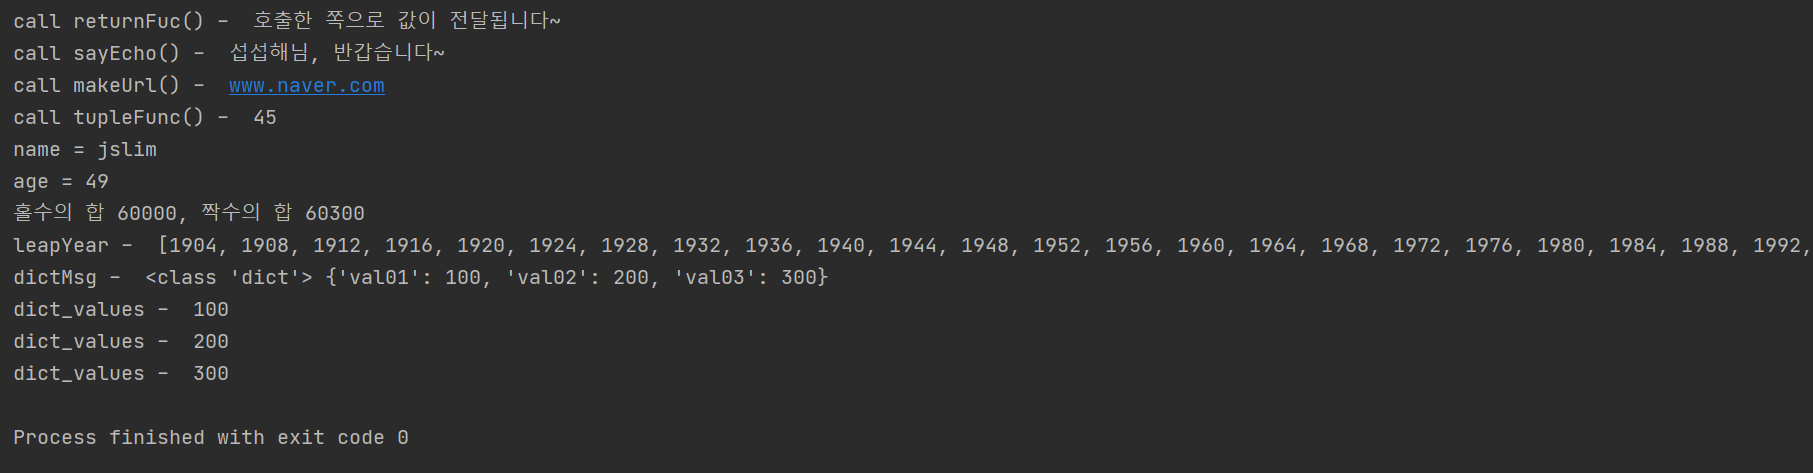 call returnFuc() -  호출한 쪽으로 값이 전달됩니다~
call sayEcho() -  섭섭해님, 반갑습니다~
call makeUrl() -  www.naver.com
call tupleFunc() -  45
name = jslim
age = 49
홀수의 합 60000, 짝수의 합 60300
leapYear -  [1904, 1908, 1912, 1916, 1920, 1924, 1928, 1932, 1936, 1940, 1944, 1948, 1952, 1956, 1960, 1964, 1968, 1972, 1976, 1980, 1984, 1988, 1992,
dictMsg -  <class 'dict'> {'val01': 100, 'val02': 200, 'val03': 300}
dict_values -  100
dict_values -  200
dict_values -  300
Process finished with exit code 0